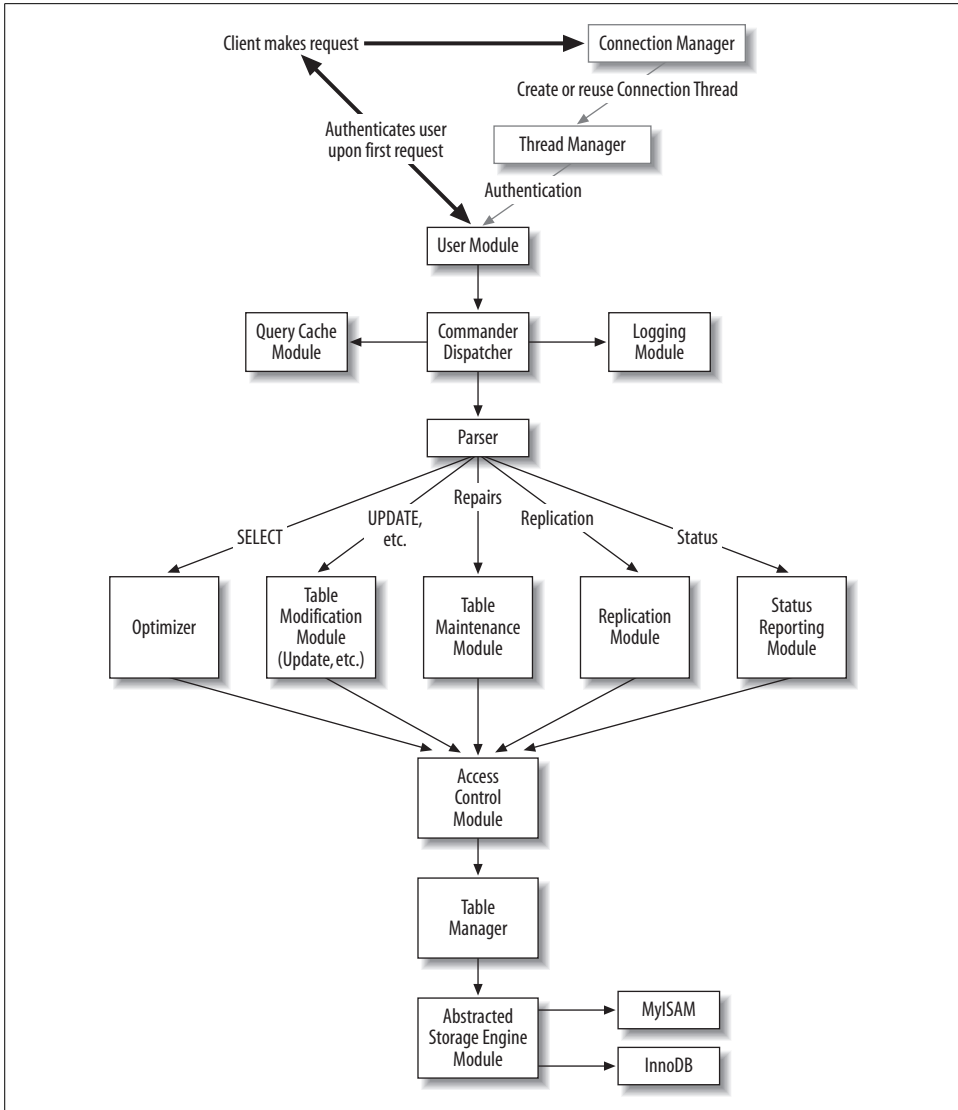 Client makes request
Connection Manager
Create or reuse Connection Thread
Authenticates user
upon first request
Thread Manager
Authentication
User Module
Query Cache
Module
Commander
Dispatcher
Logging
Module
Parser
SELECT
UPDATE,
etc.
Repairs
Replication
Status
Optimizer
Table
Modification
Module
(Update, etc.)
Table
Maintenance
Module
Replication
Module
Status
Reporting
Module
Access
Control
Module
Table
Manager
Abstracted
Storage Engine
Module
MyISAM
InnoDB